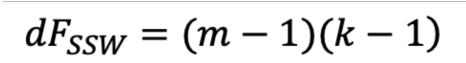 dF_SSW = (m − 1)(k − 1)